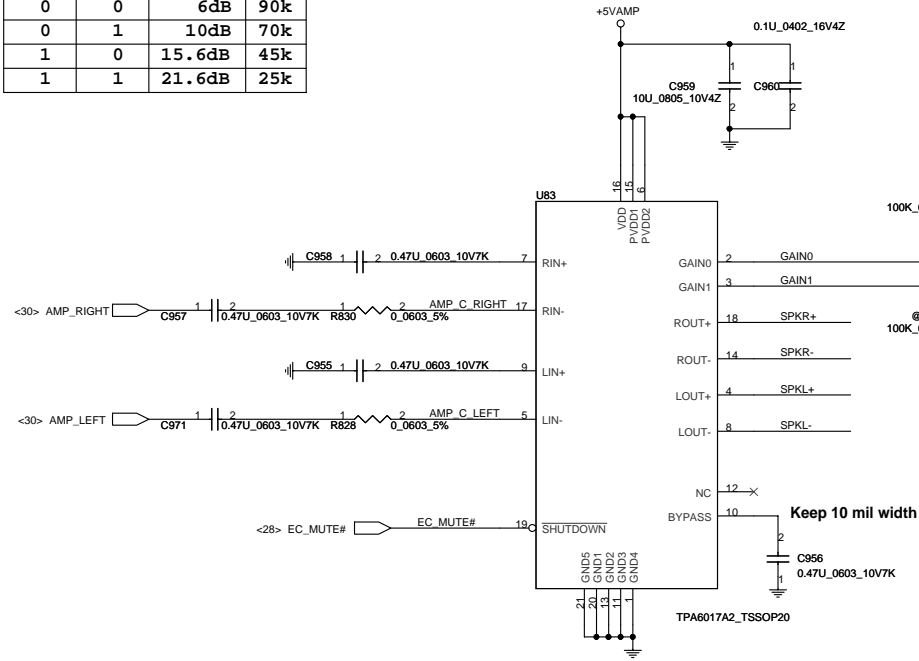 0 0 6dB 90k
0 1 10dB 70k
1 0 15.6dB 45k
1 1 21.6dB 25k
+5VAMP
0.1U_0402_16V4Z
1 1
C959 C960
10U_0805_10V4Z
2 2
U83
16 15 6
VDD PVDD1 PVDD2
100K_
C958 1 2 0.47U_0603_10V7K 7 RIN+
GAIN0 2 GAIN0
GAIN1 3 GAIN1
<30> AMP_RIGHT 1 2 1 2 AMP_C_RIGHT 17 RIN-
C957 0.47U_0603_10V7K R830 0_0603_5%
ROUT+ 18 SPKR+
@
100K_
ROUT- 14 SPKR-
C955 1 2 0.47U_0603_10V7K 9 LIN+
LOUT+ 4 SPKL+
<30> AMP_LEFT 1 2 1 2 AMP_C_LEFT 5 LIN-
C971 0.47U_0603_10V7K R828 0_0603_5%
LOUT- 8 SPKL-
NC 12
BYPASS 10 Keep 10 mil width
<28> EC_MUTE# EC_MUTE# 19 SHUTDOWN
2
C956
1 0.47U_0603_10V7K
GND5 GND1 GND2 GND3 GND4
21 20 13 11 1
TPA6017A2_TSSOP20